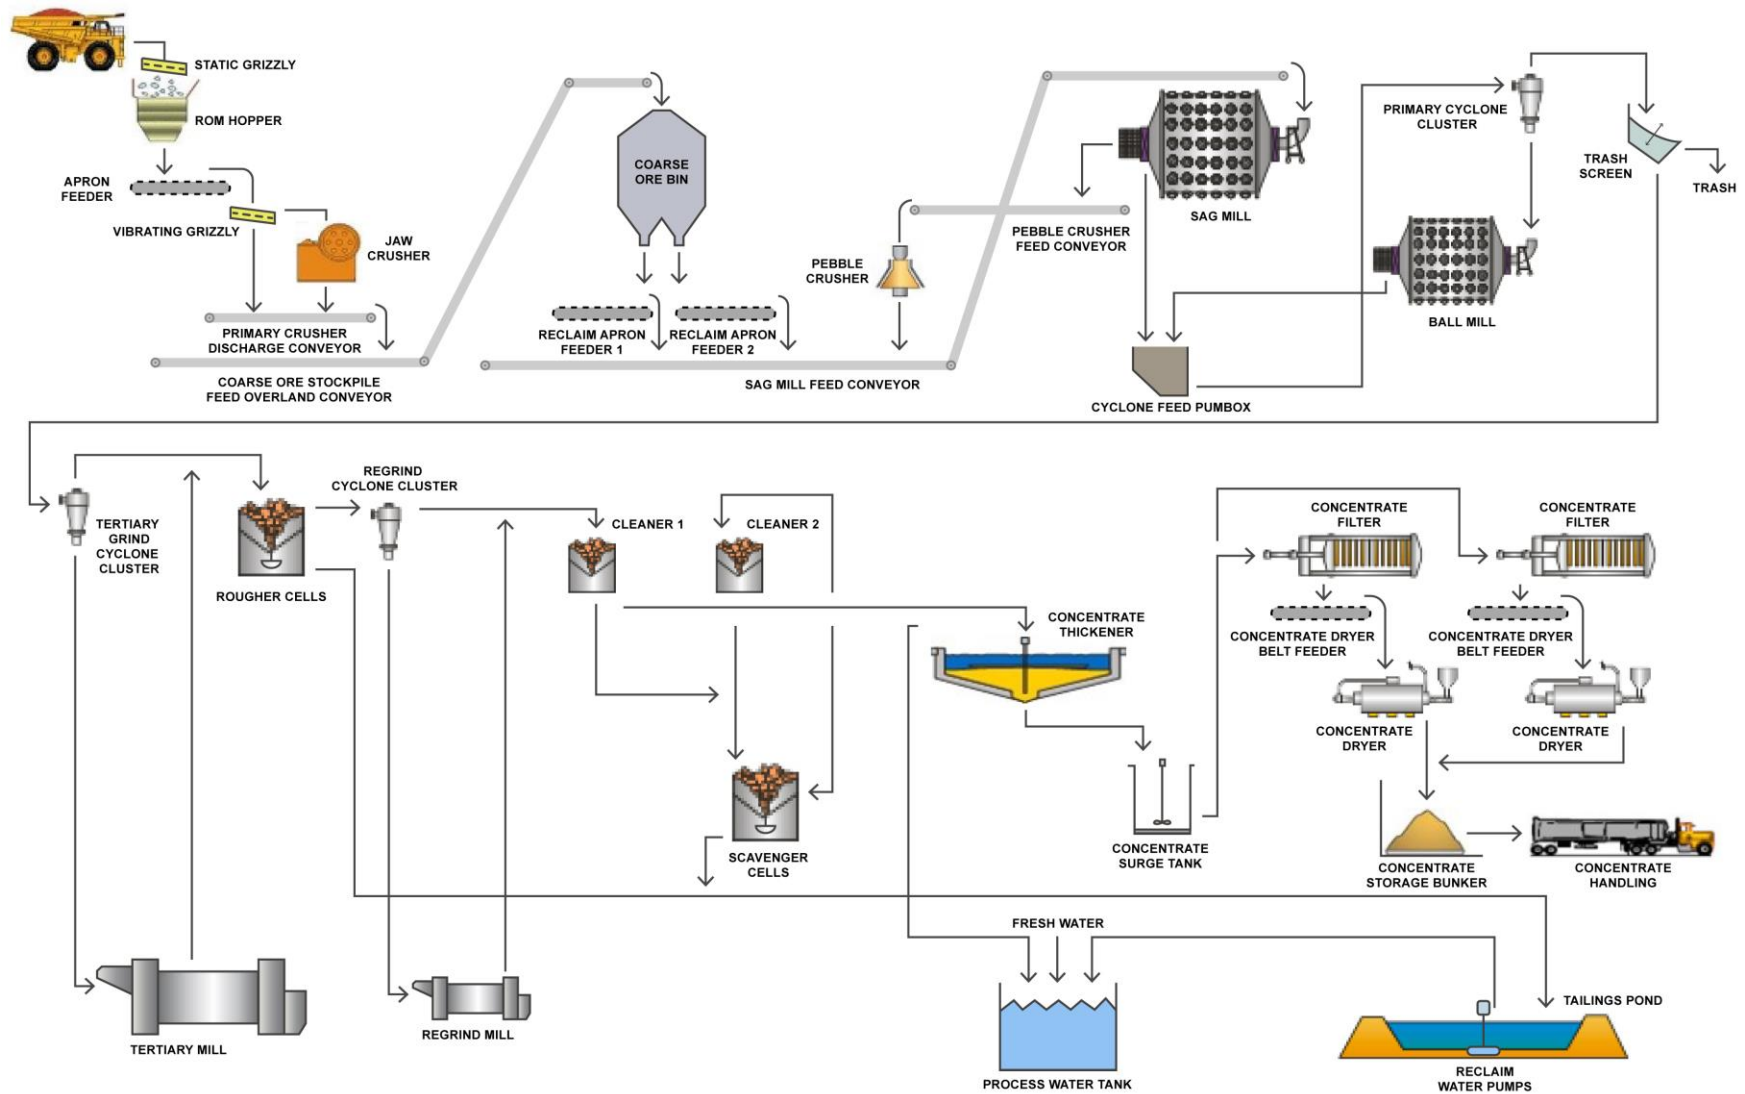 STATIC GRIZZLY
ROM HOPPER
APRON
FEEDER
VIBRATING GRIZZLY
JAW
CRUSHER
PRIMARY CRUSHER
DISCHARGE CONVEYOR
COARSE ORE STOCKPILE
FEED OVERLAND CONVEYOR
COARSE
ORE BIN
RECLAIM APRON
FEEDER 1
RECLAIM APRON
FEEDER 2
SAG MILL FEED CONVEYOR
PEBBLE
CRUSHER
PEBBLE CRUSHER
FEED CONVEYOR
SAG MILL
CYCLONE FEED PUMBOX
PRIMARY CYCLONE
CLUSTER
BALL MILL
TRASH
SCREEN
TRASH
TERTIARY
GRIND
CYCLONE
CLUSTER
ROUGHER CELLS
REGRIND
CYCLONE CLUSTER
CLEANER 1
CLEANER 2
SCAVENGER
CELLS
TERTIARY MILL
REGRIND MILL
CONCENTRATE
THICKENER
CONCENTRATE
SURGE TANK
CONCENTRATE
FILTER
CONCENTRATE
FILTER
CONCENTRATE DRYER
BELT FEEDER
CONCENTRATE DRYER
BELT FEEDER
CONCENTRATE
DRYER
CONCENTRATE
DRYER
CONCENTRATE
STORAGE BUNKER
CONCENTRATE
HANDLING
FRESH WATER
PROCESS WATER TANK
TAILINGS POND
RECLAIM
WATER PUMPS